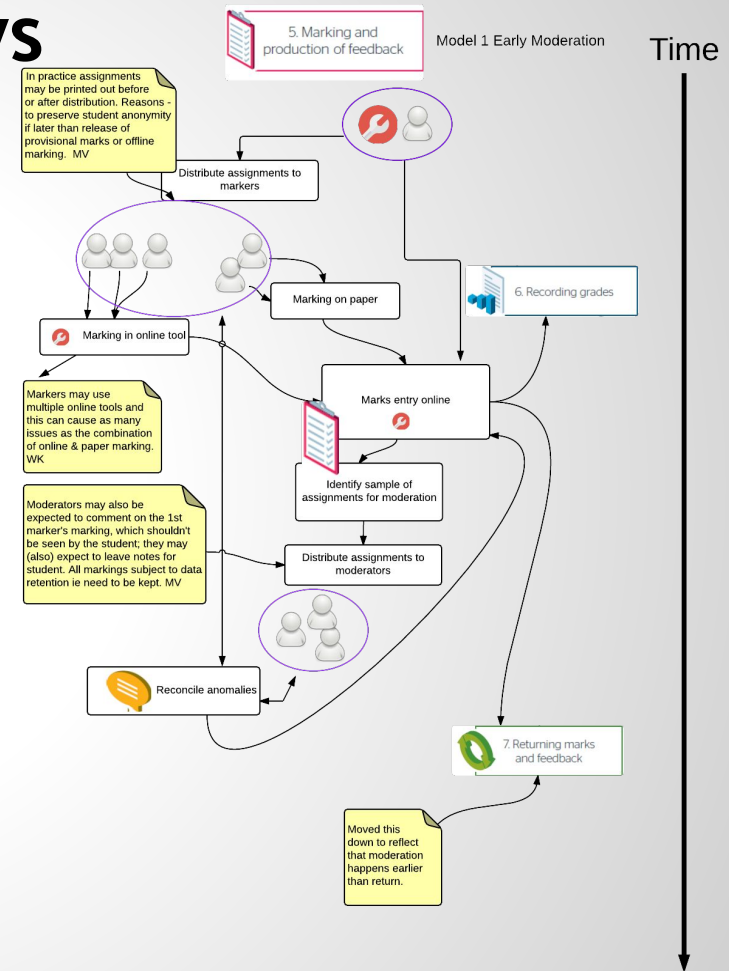 ys
5. Marking and
production of feedback
Model 1 Early Moderation
Time
In practice assignments
may be printed out before
or after distribution. Reasons -
to preserve student anonymity
if later than release of
provisional marks or offline
marking. MV
Distribute assignments to
markers
Marking on paper
6. Recording grades
Marking in online tool
Markers may use
multiple online tools and
this can cause as many
issues as the combination
of online & paper marking.
WK
Marks entry online
Identify sample of
assignments for moderation
Moderators may also be
expected to comment on the 1st
marker's marking, which shouldn't
be seen by the student; they may
(also) expect to leave notes for
student. All markings subject to data
retention ie need to be kept. MV
Distribute assignments to
moderators
Reconcile anomalies
7. Returning marks
and feedback
Moved this
down to reflect
that moderation
happens earlier
than return.